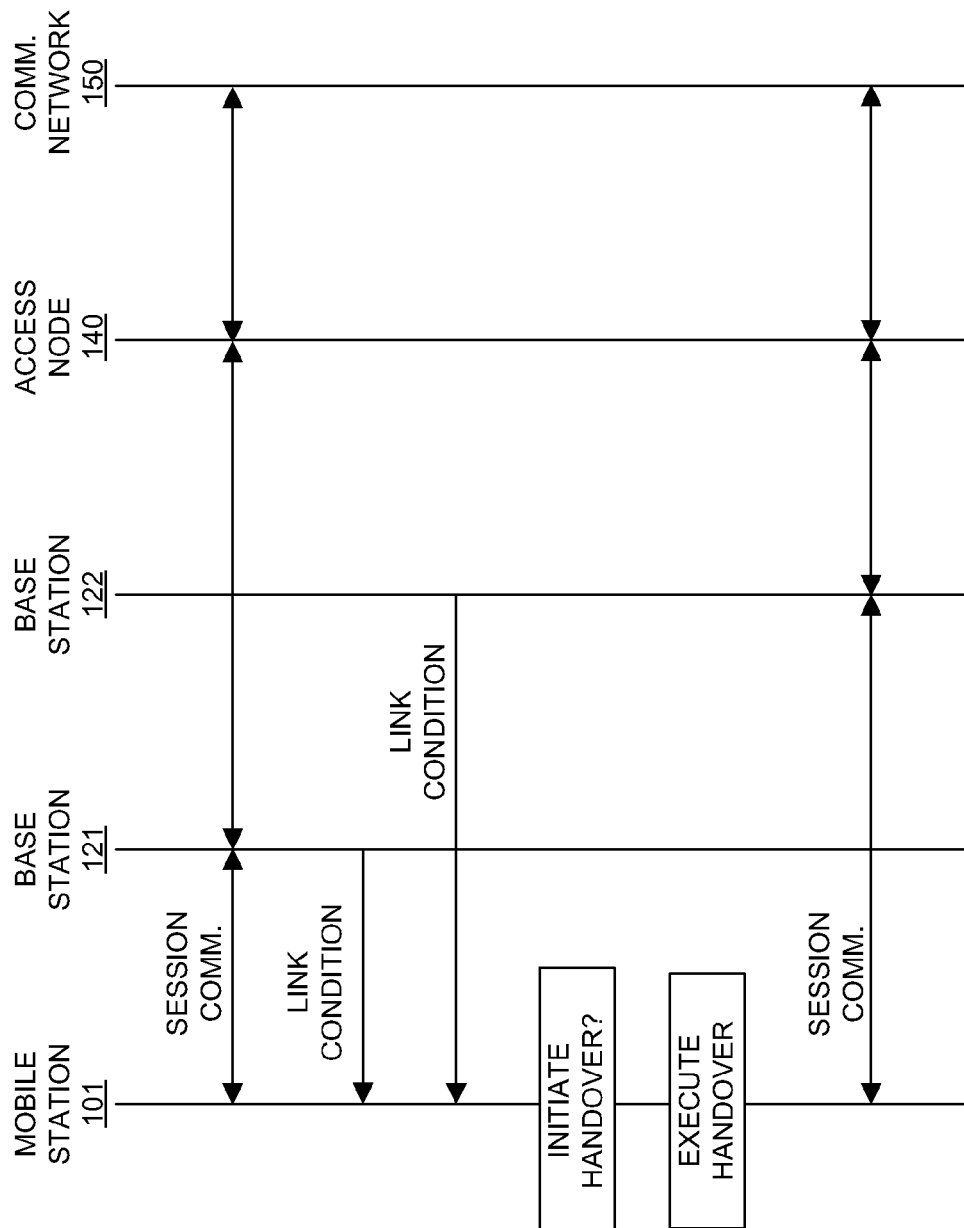 MOBILE
STATION
101
BASE
STATION
121
BASE
STATION
122
ACCESS
NODE
140
COMM.
NETWORK
150
SESSION
COMM.
LINK
CONDITION
LINK
CONDITION
INITIATE
HANDOVER?
EXECUTE
HANDOVER
SESSION
COMM.